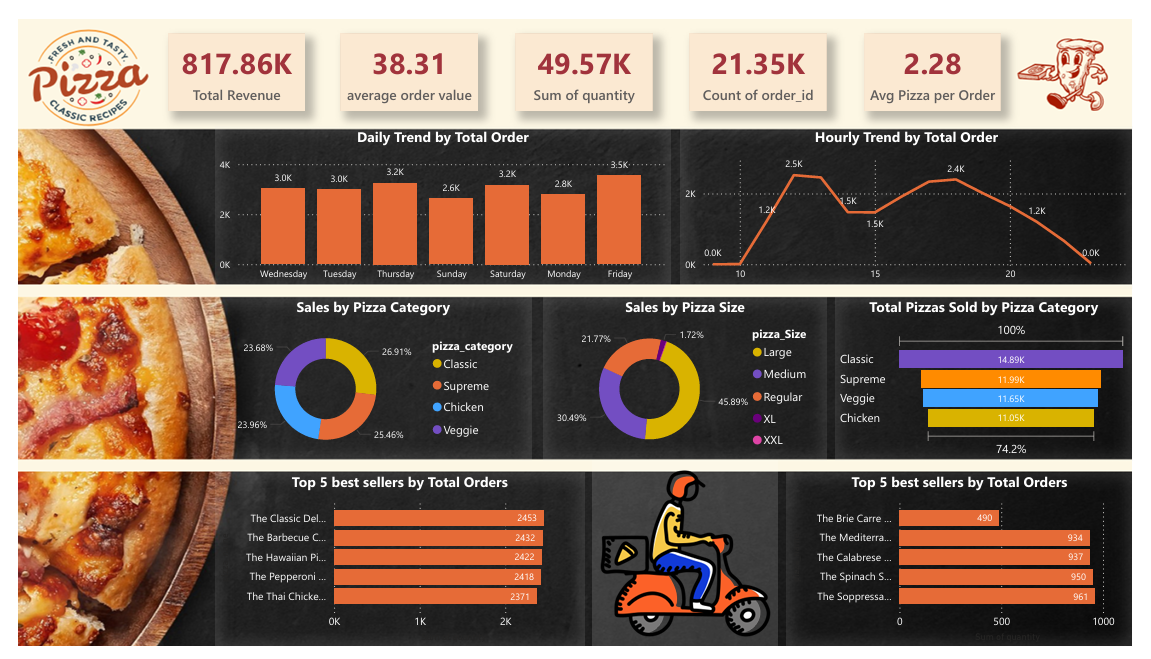 FRESH AND TASTY
Pizza
CLASSIC RECIPES
817.86K
Total Revenue
38.31
average order value
49.57K
Sum of quantity
21.35K
Count of order_id
2.28
Avg Pizza per Order
Daily Trend by Total Order
4K
2K
0K
3.0K
3.0K
3.2K
2.6K
3.2K
2.8K
3.5K
Wednesday
Tuesday
Thursday
Sunday
Saturday
Monday
Friday
Hourly Trend by Total Order
2K
0K
0.0K
1.2K
2.5K
1.5K
1.5K
2.4K
1.2K
0.0K
10
15
20
Sales by Pizza Category
23.68%
26.91%
23.96%
25.46%
pizza_category
Classic
Supreme
Chicken
Veggie
Sales by Pizza Size
21.77%
1.72%
30.49%
45.89%
pizza_Size
Large
Medium
Regular
XL
XXL
Total Pizzas Sold by Pizza Category
100%
Classic
14.89K
Supreme
11.99K
Veggie
11.65K
Chicken
11.05K
74.2%
Top 5 best sellers by Total Orders
The Classic Del...
2453
The Barbecue C...
2432
The Hawaiian Pi...
2422
The Pepperoni ...
2418
The Thai Chicke...
2371
0K
1K
2K
Top 5 best sellers by Total Orders
The Brie Carre ...
490
The Mediterra...
934
The Calabrese ...
937
The Spinach S...
950
The Soppressa...
961
0
500
1000
Sum of quantity